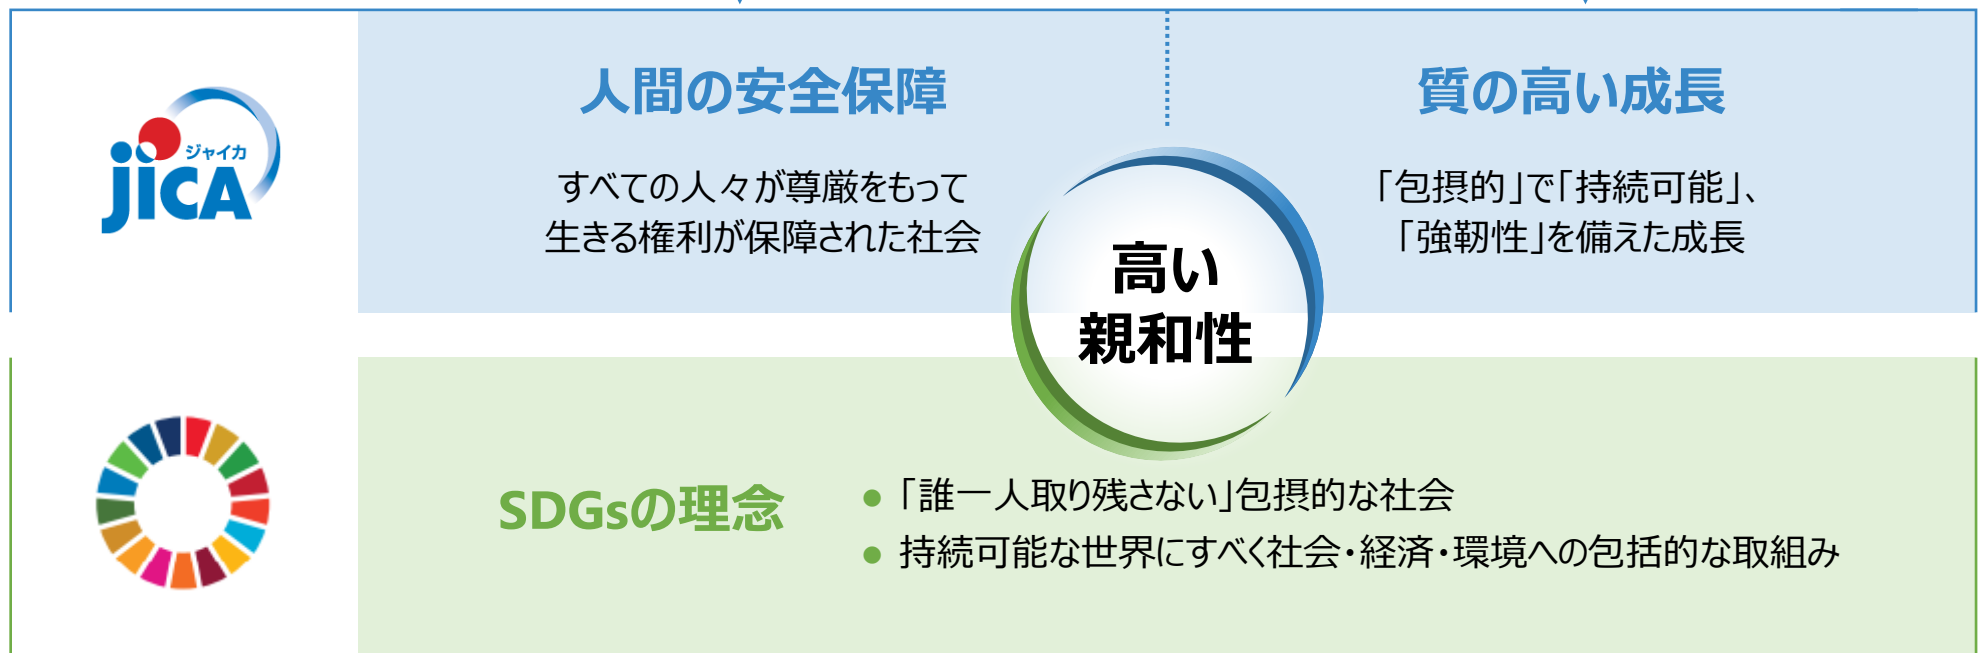 ジャイカ
JICA
人間の安全保障
すべての人々が尊厳をもって
生きる権利が保障された社会
質の高い成長
「包摂的」で「持続可能」、
「強靭性」を備えた成長
高い
親和性
SDGsの理念
● 「誰一人取り残さない」包摂的な社会
● 持続可能な世界にすべく社会・経済・環境への包括的な取組み